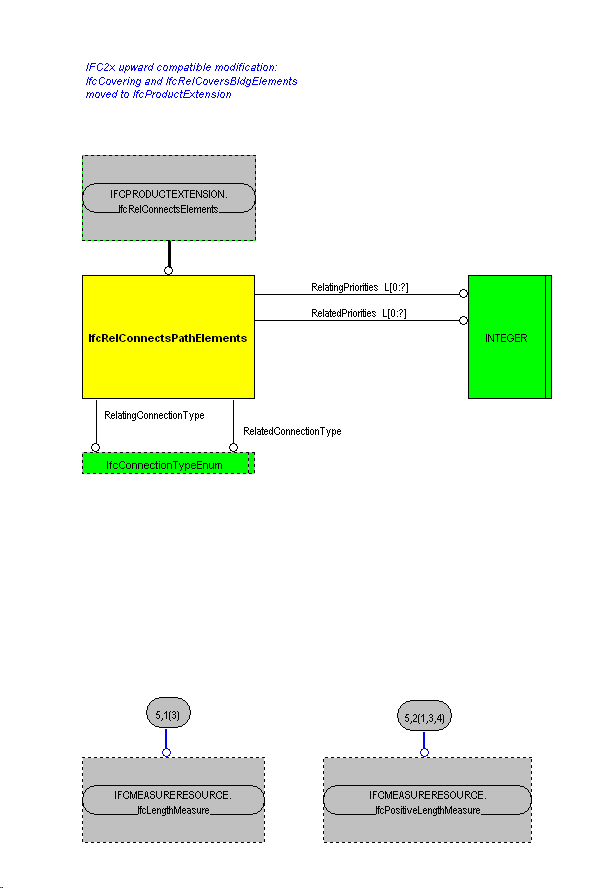 IFC2x upward compatible modification:
IfcCovering and IfcRelCoversBldgElements
moved to IfcProductExtension
IFCPRODUCTEXTENSION.
IfcRelConnectsElements
RelatingPriorities L[0:?]
RelatedPriorities L[0:?]
IfcRelConnectsPathElements
INTEGER
RelatingConnectionType
RelatedConnectionType
IfcConnectionTypeEnum
5,1(3)
5,2(1,3,4)
IFCMEASURERESOURCE.
IfcLengthMeasure
IFCMEASURERESOURCE.
IfcPositiveLengthMeasure